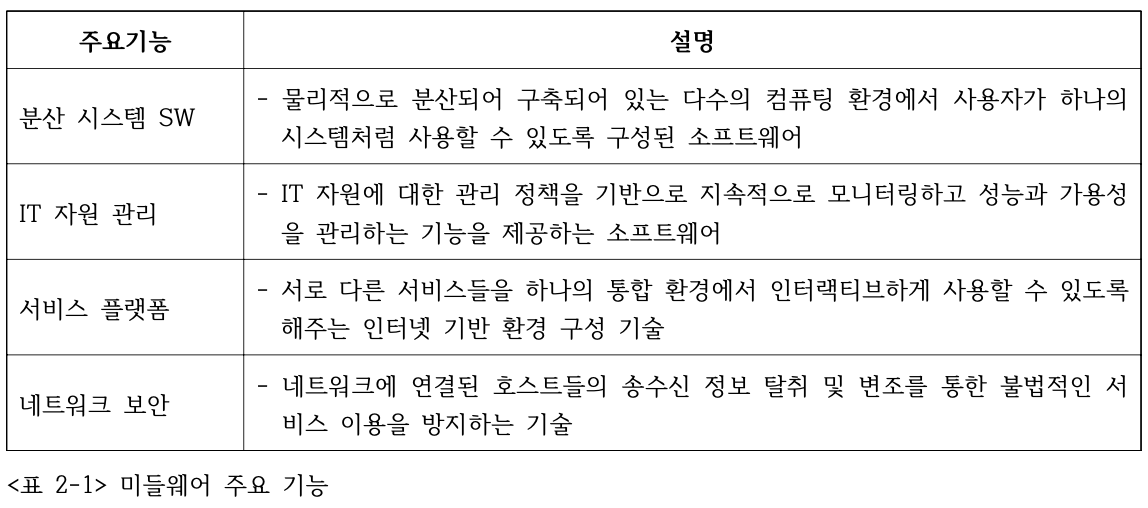 주요기능
설명
분산 시스템 SW
- 물리적으로 분산되어 구축되어 있는 다수의 컴퓨팅 환경에서 사용자가 하나의
시스템처럼 사용할 수 있도록 구성된 소프트웨어
IT 자원 관리
- IT 자원에 대한 관리 정책을 기반으로 지속적으로 모니터링하고 성능과 가용성
을 관리하는 기능을 제공하는 소프트웨어
서비스 플랫폼
- 서로 다른 서비스들을 하나의 통합 환경에서 인터랙티브하게 사용할 수 있도록
해주는 인터넷 기반 환경 구성 기술
네트워크 보안
- 네트워크에 연결된 호스트들의 송수신 정보 탈취 및 변조를 통한 불법적인 서
비스 이용을 방지하는 기술
<표 2-1> 미들웨어 주요 기능